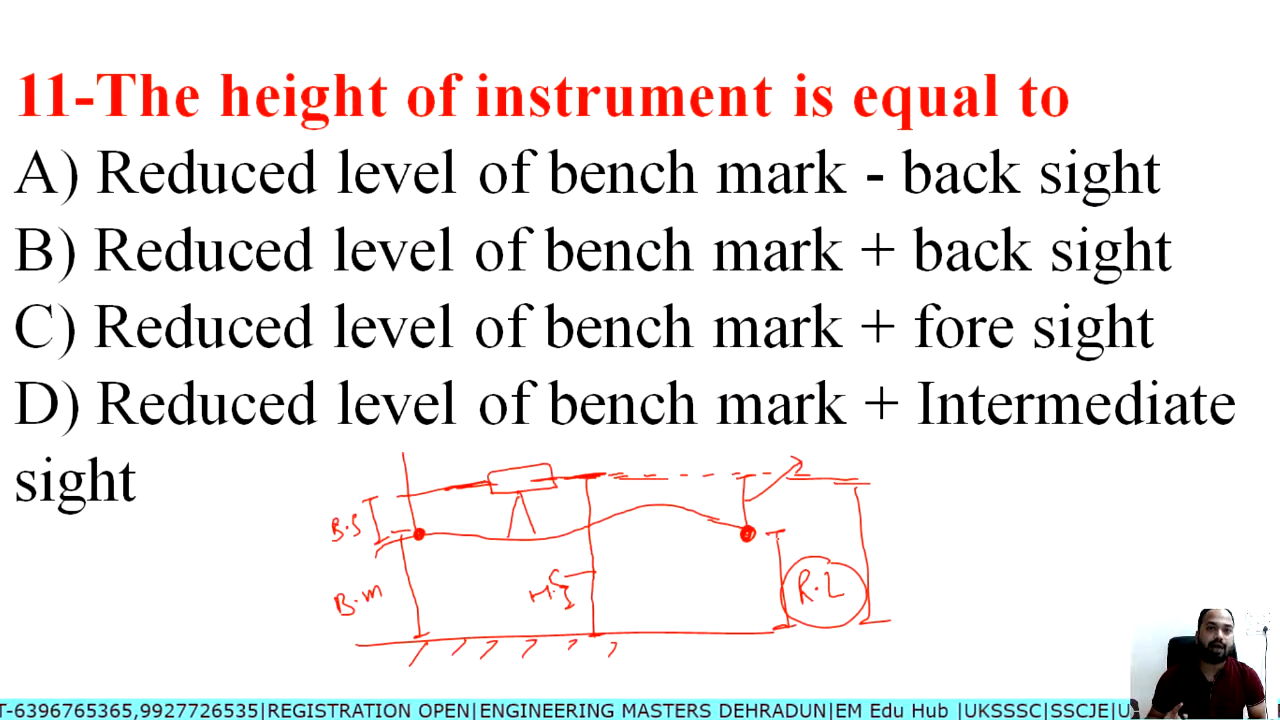 11-The height of instrument is equal to
A) Reduced level of bench mark - back sight
B) Reduced level of bench mark + back sight
C) Reduced level of bench mark + fore sight
D) Reduced level of bench mark + Intermediate
sight
B.S
B.m
H.I
R.L
T-6396765365,9927726535|REGISTRATION OPEN|ENGINEERING MASTERS DEHRADUN|EM Edu Hub |UKSSSC|SSCJE|U